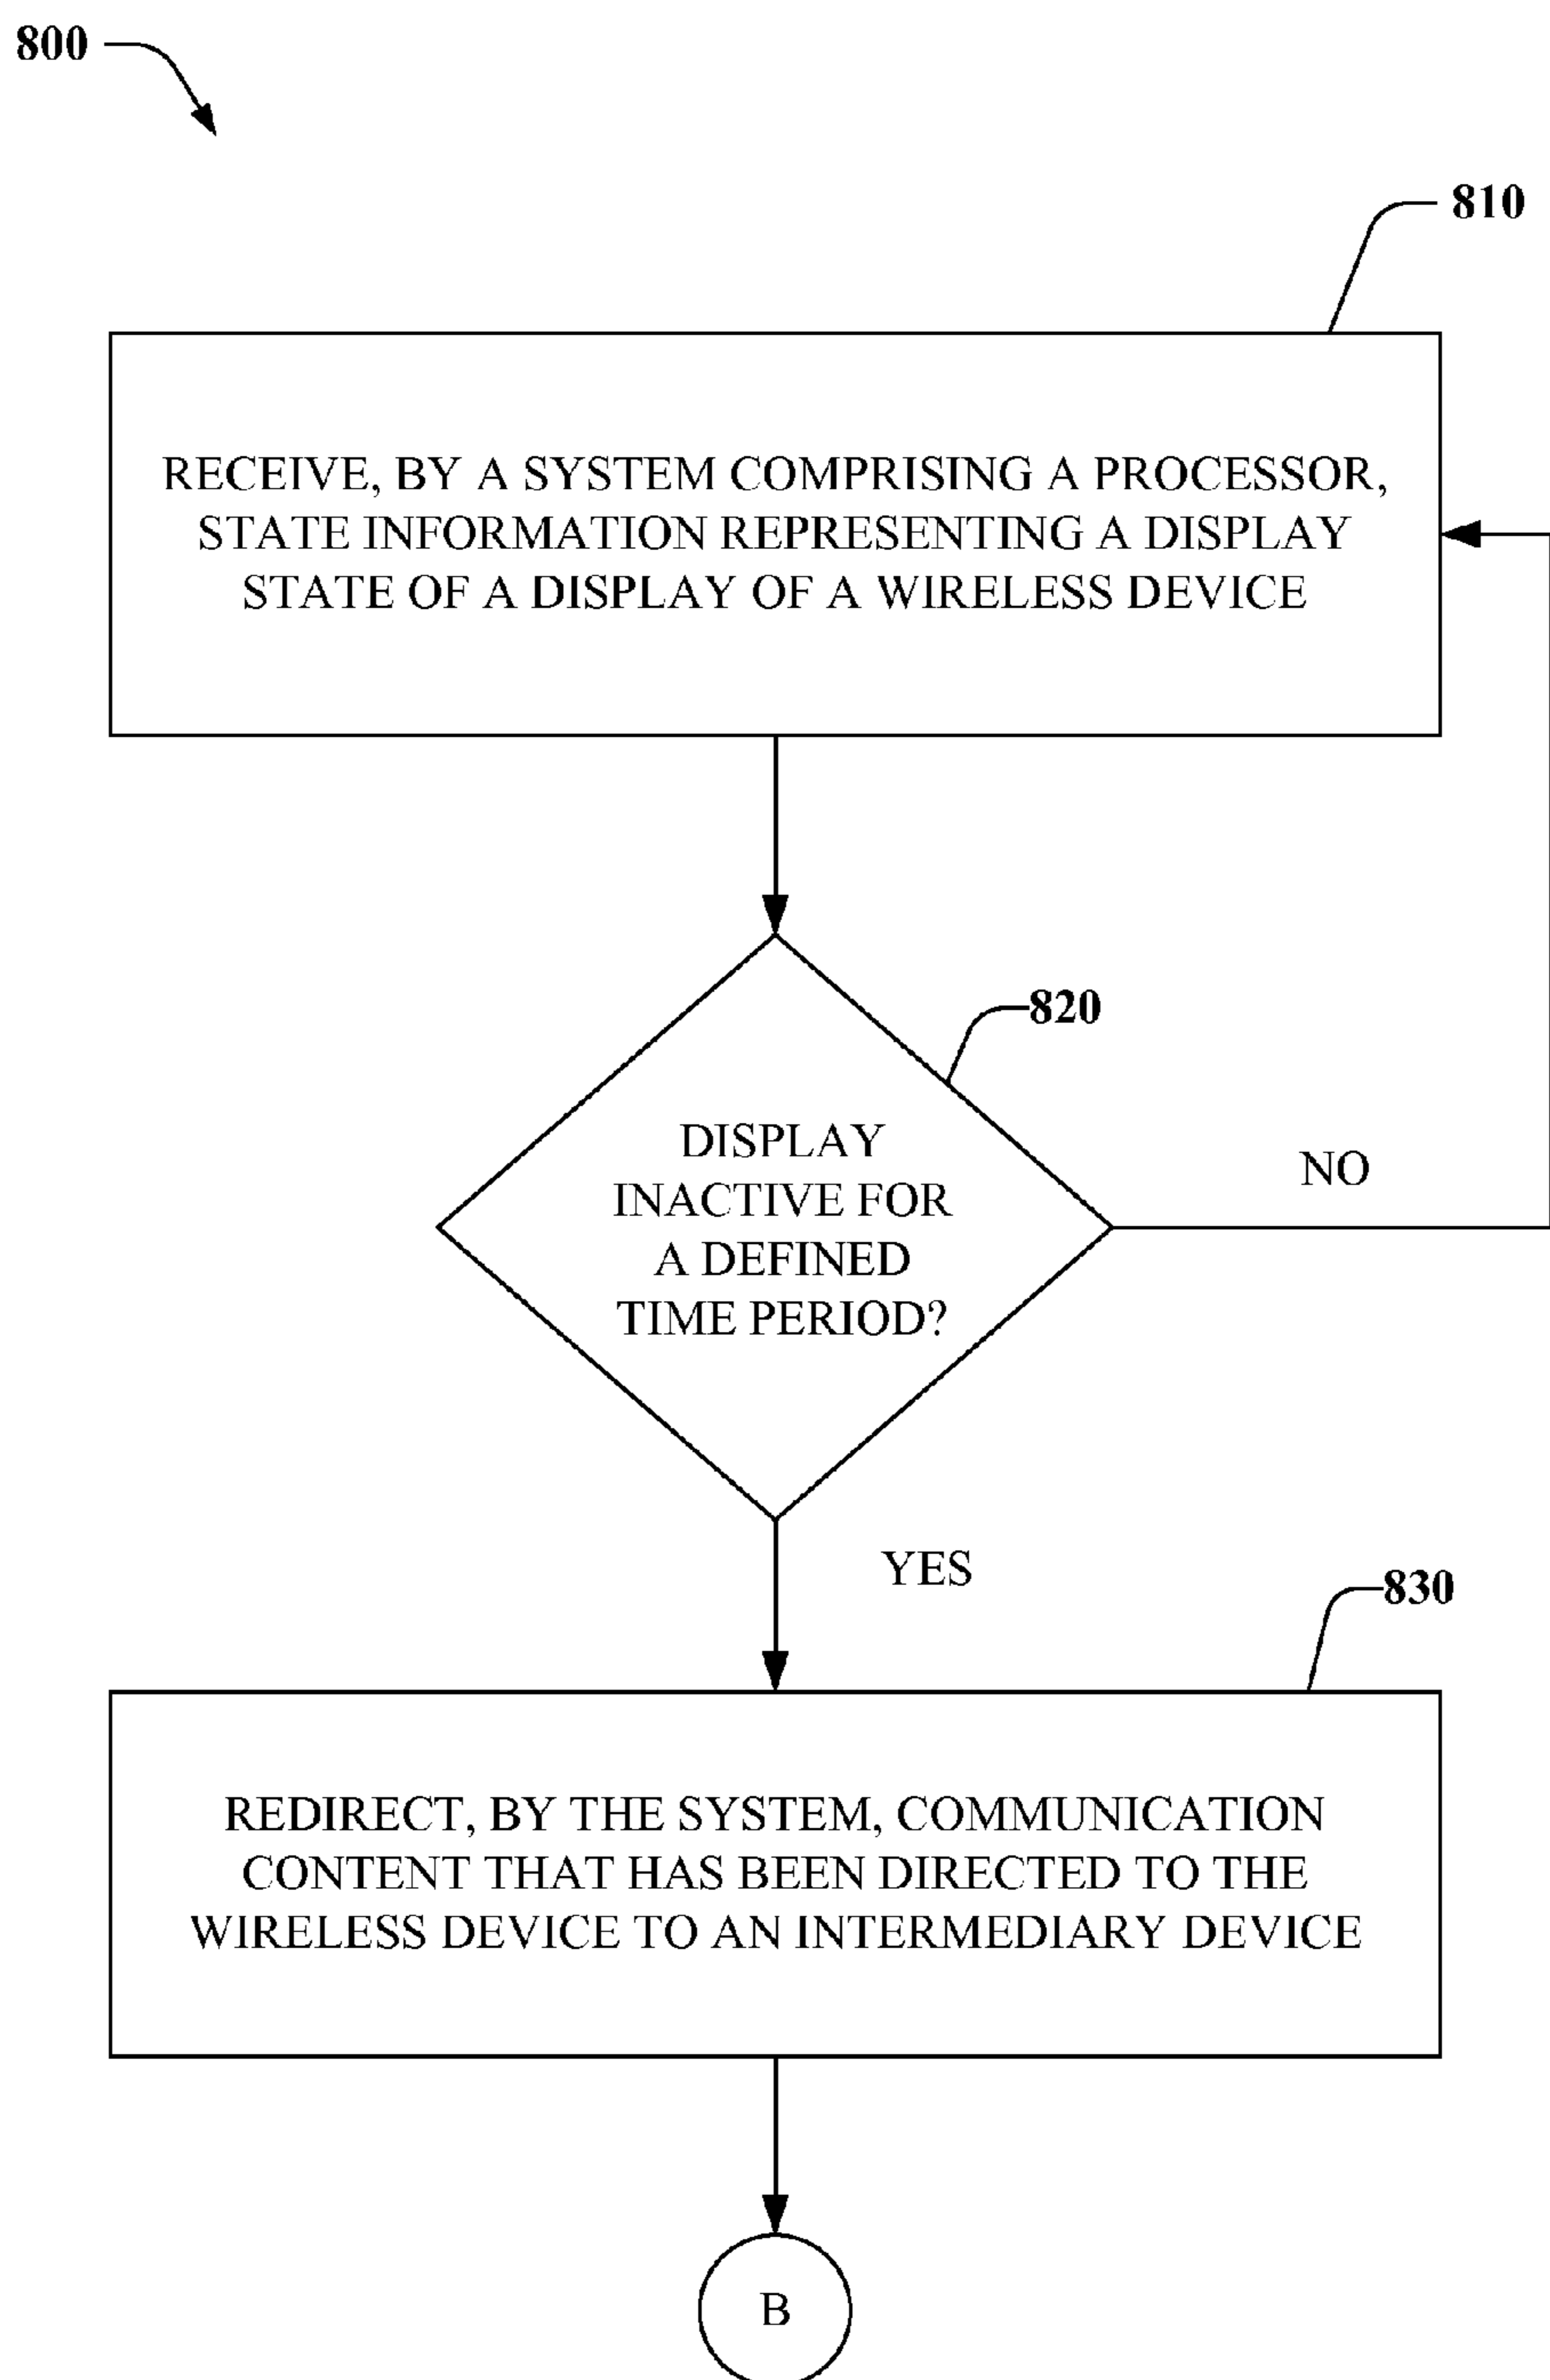 800
810
RECEIVE, BY A SYSTEM COMPRISING A PROCESSOR,
STATE INFORMATION REPRESENTING A DISPLAY
STATE OF A DISPLAY OF A WIRELESS DEVICE
820
DISPLAY
INACTIVE FOR
A DEFINED
TIME PERIOD?
NO
YES
830
REDIRECT, BY THE SYSTEM, COMMUNICATION
CONTENT THAT HAS BEEN DIRECTED TO THE
WIRELESS DEVICE TO AN INTERMEDIARY DEVICE
B